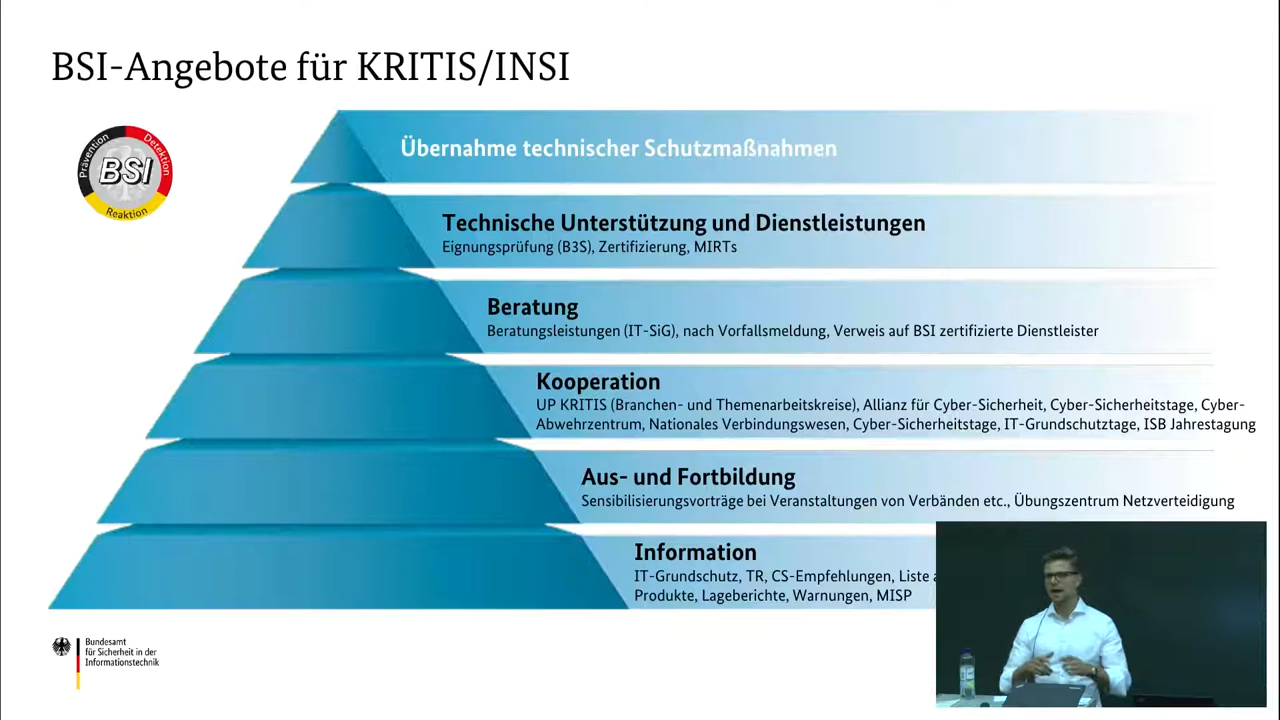 BSI-Angebote für KRITIS/INSI
Prävention
Detektion
BSI
Reaktion
Übernahme technischer Schutzmaßnahmen
Technische Unterstützung und Dienstleistungen
Eignungsprüfung (B3S), Zertifizierung, MIRTs
Beratung
Beratungsleistungen (IT-SiG), nach Vorfallsmeldung, Verweis auf BSI zertifizierte Dienstleister
Kooperation
UP KRITIS (Branchen- und Themenarbeitskreise), Allianz für Cyber-Sicherheit, Cyber-Sicherheitstage, Cyber-
Abwehrzentrum, Nationales Verbindungswesen, Cyber-Sicherheitstage, IT-Grundschutztage, ISB Jahrestagung
Aus- und Fortbildung
Sensibilisierungsvorträge bei Veranstaltungen von Verbänden etc., Übungszentrum Netzverteidigung
Information
IT-Grundschutz, TR, CS-Empfehlungen, Liste
Produkte, Lageberichte, Warnungen, MISP
Bundesamt
für Sicherheit in der
Informationstechnik